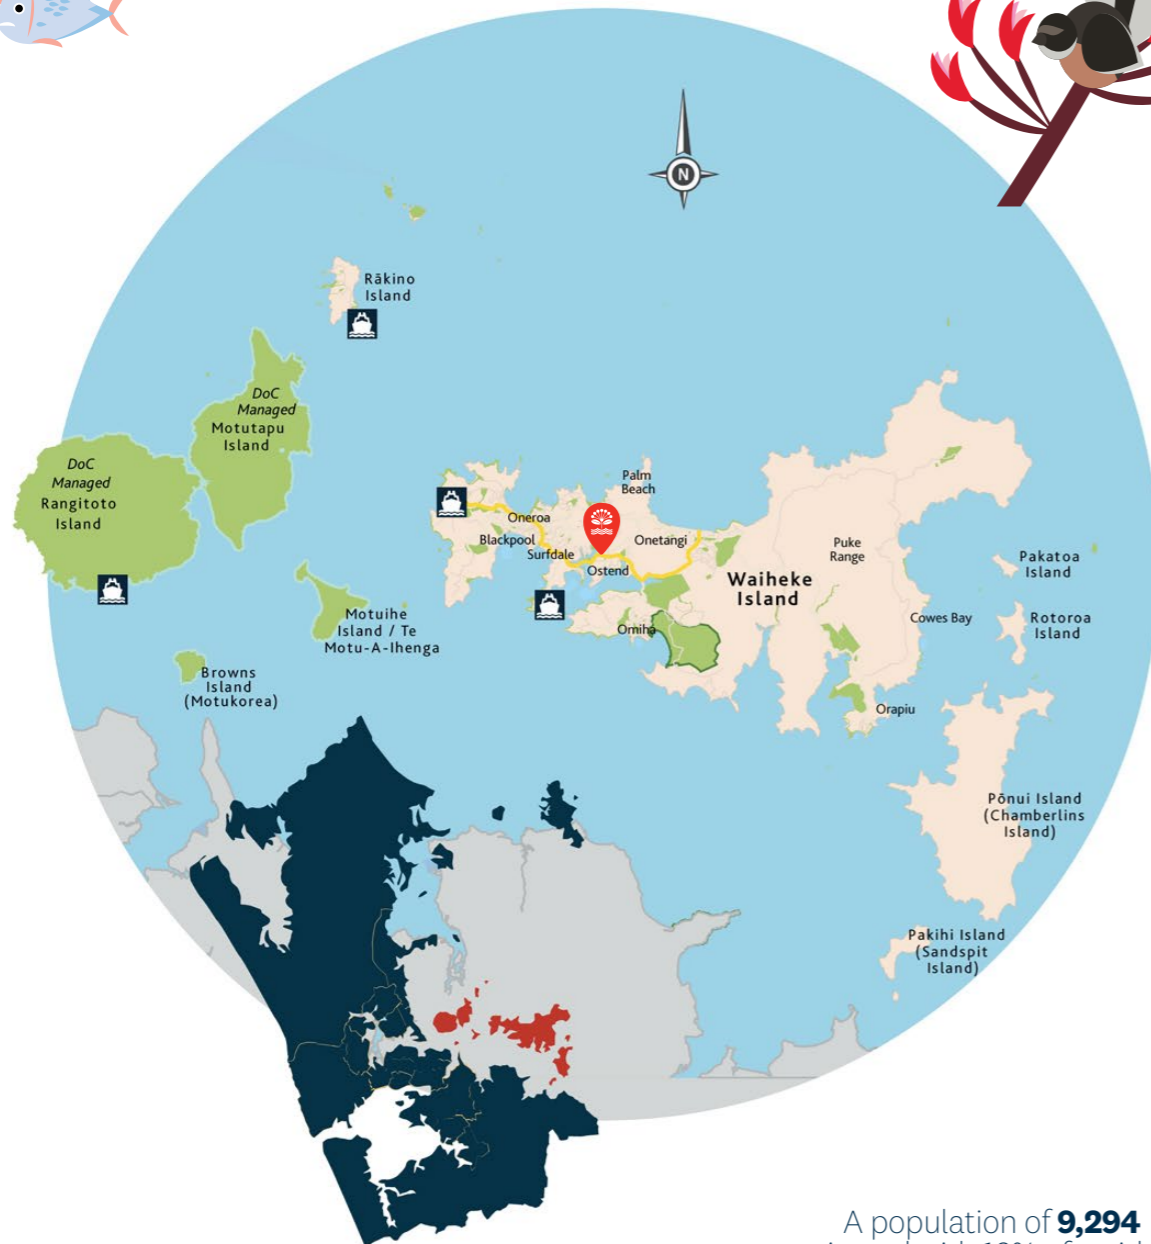 N
Rākino
Island
DoC
Managed
Motutapu
Island
DoC
Managed
Rangitoto
Island
Palm
Beach
Oneroa
Blackpool
Surfdale
Onetangi
Ostend
Waiheke
Island
Puke
Range
Pakatoa
Island
Rotoroa
Island
Cowes Bay
Omiha
Motuihe
Island / Te
Motu-A-Ihenga
Browns
Island
(Motukorea)
Orapiu
Pōnui Island
(Chamberlins
Island)
Pakihi Island
(Sandspit
Island)
A population of 9,294